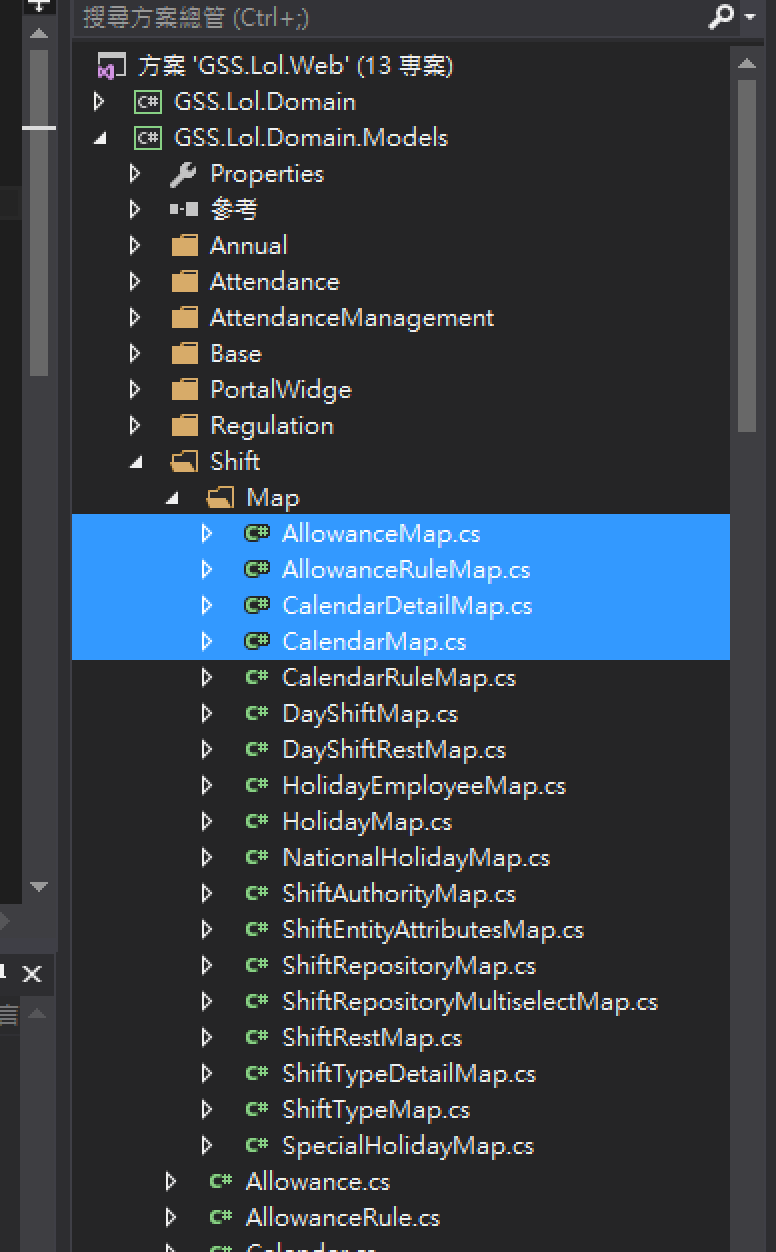 搜尋方案總管 (Ctrl+;)
方案 'GSS.Lol.Web' (13 專案)
C# GSS.Lol.Domain
C# GSS.Lol.Domain.Models
Properties
參考
Annual
Attendance
AttendanceManagement
Base
PortalWidge
Regulation
Shift
Map
C# AllowanceMap.cs
C# AllowanceRuleMap.cs
C# CalendarDetailMap.cs
C# CalendarMap.cs
C# CalendarRuleMap.cs
C# DayShiftMap.cs
C# DayShiftRestMap.cs
C# HolidayEmployeeMap.cs
C# HolidayMap.cs
C# NationalHolidayMap.cs
C# ShiftAuthorityMap.cs
C# ShiftEntityAttributesMap.cs
C# ShiftRepositoryMap.cs
C# ShiftRepositoryMultiselectMap.cs
C# ShiftRestMap.cs
C# ShiftTypeDetailMap.cs
C# ShiftTypeMap.cs
C# SpecialHolidayMap.cs
C# Allowance.cs
C# AllowanceRule.cs
C# Calendar.cs